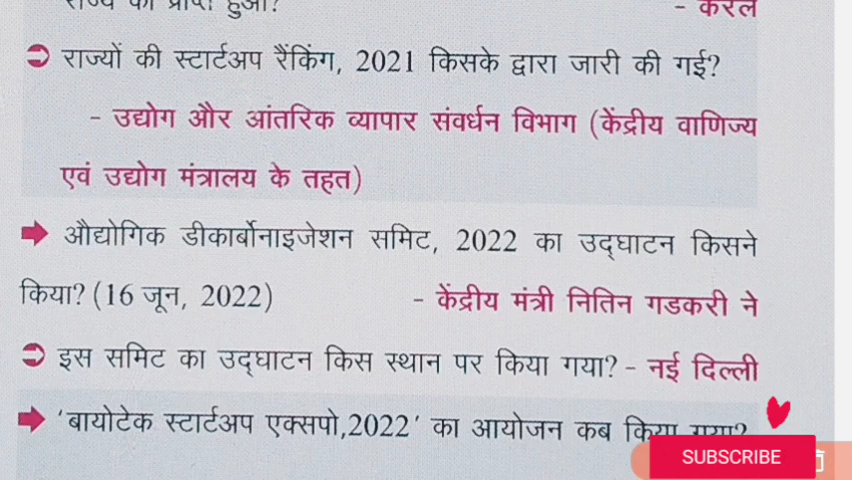 राज्य को प्राप्त हुआ? - केरल
⊃ राज्यों की स्टार्टअप रैंकिंग, 2021 किसके द्वारा जारी की गई?
- उद्योग और आंतरिक व्यापार संवर्धन विभाग (केंद्रीय वाणिज्य
एवं उद्योग मंत्रालय के तहत)
➡ औद्योगिक डीकार्बोनाइजेशन समिट, 2022 का उद्घाटन किसने
किया? (16 जून, 2022) - केंद्रीय मंत्री नितिन गडकरी ने
⊃ इस समिट का उद्घाटन किस स्थान पर किया गया? - नई दिल्ली
➡ 'बायोटेक स्टार्टअप एक्सपो,2022' का आयोजन कब किया गया?
SUBSCRIBE